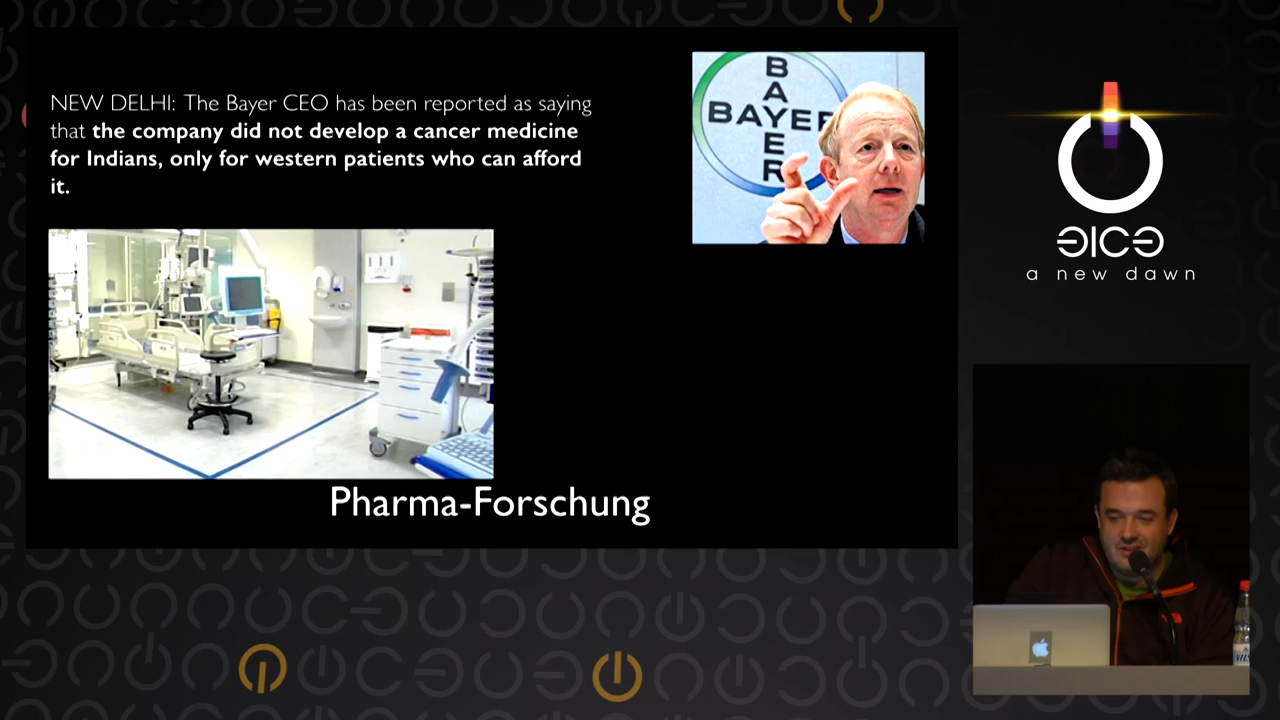 NEW DELHI: The Bayer CEO has been reported as saying
that the company did not develop a cancer medicine
for Indians, only for western patients who can afford
it.
BAYER
BAYER
Pharma-Forschung
a new dawn